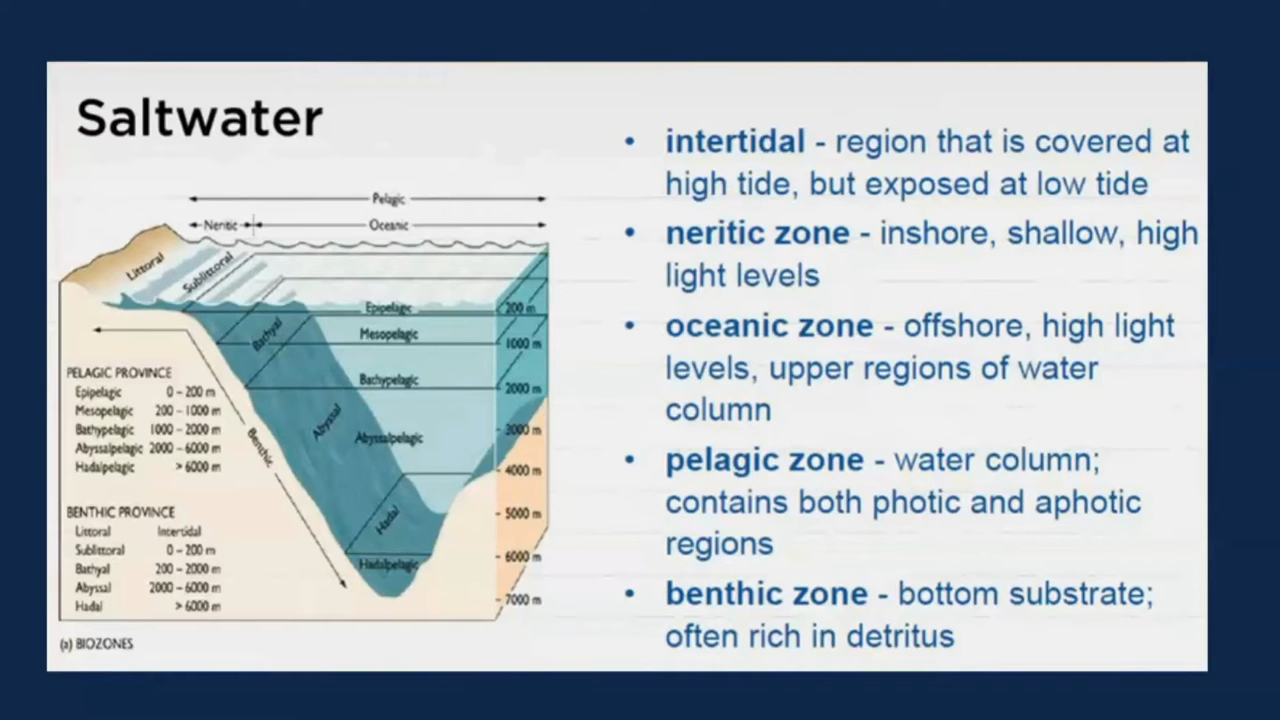 Saltwater
Pelagic
Neritic
Oceanic
Littoral
Sublittoral
Bathyal
Abyssal
Hadal
Benthic
Epipelagic
Mesopelagic
Bathypelagic
Abyssalpelagic
Hadalpelagic
200 m
1000 m
2000 m
3000 m
4000 m
5000 m
6000 m
7000 m
PELAGIC PROVINCE
Epipelagic 0 – 200 m
Mesopelagic 200 – 1000 m
Bathypelagic 1000 – 2000 m
Abyssalpelagic 2000 – 6000 m
Hadalpelagic > 6000 m
BENTHIC PROVINCE
Littoral Intertidal
Sublittoral 0 – 200 m
Bathyal 200 – 2000 m
Abyssal 2000 – 6000 m
Hadal > 6000 m
(a) BIOZONES
• intertidal - region that is covered at
high tide, but exposed at low tide
• neritic zone - inshore, shallow, high
light levels
• oceanic zone - offshore, high light
levels, upper regions of water
column
• pelagic zone - water column;
contains both photic and aphotic
regions
• benthic zone - bottom substrate;
often rich in detritus